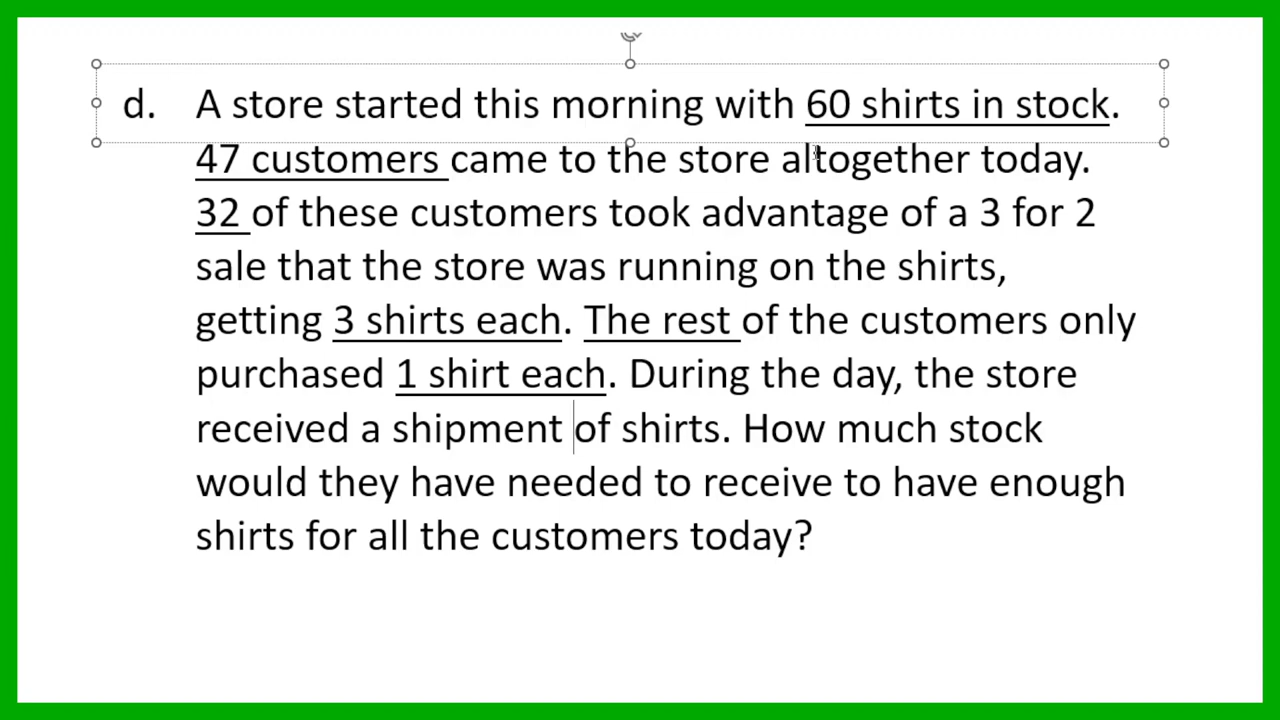 d. A store started this morning with 60 shirts in stock.
47 customers came to the store altogether today.
32 of these customers took advantage of a 3 for 2
sale that the store was running on the shirts,
getting 3 shirts each. The rest of the customers only
purchased 1 shirt each. During the day, the store
received a shipment of shirts. How much stock
would they have needed to receive to have enough
shirts for all the customers today?